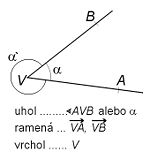 B
α'
α
V
A
uhol .........∢AVB alebo α
ramená ... VA, VB
vrchol ...... V